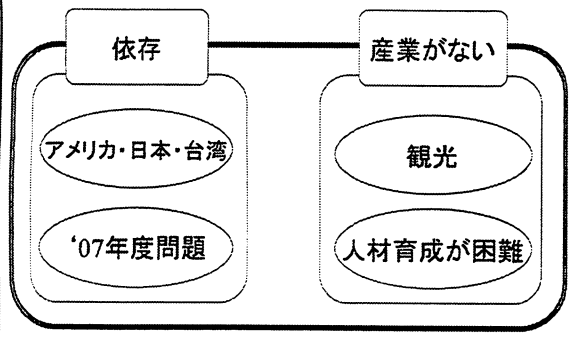 依存
アメリカ・日本・台湾
'07年度問題
産業がない
観光
人材育成が困難